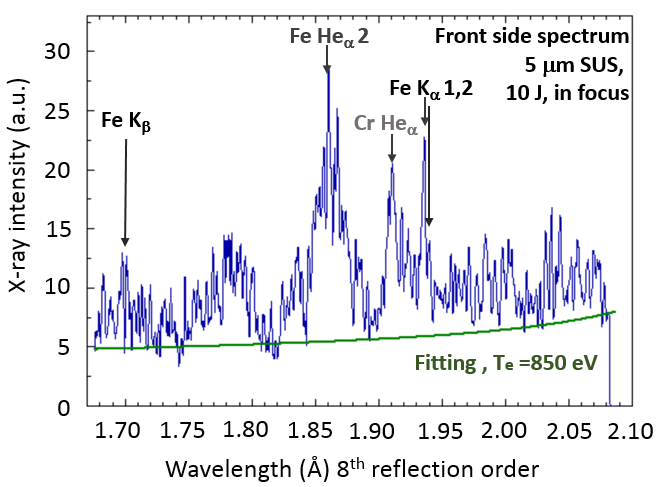 Front side spectrum
5 μm SUS,
10 J, in focus
Fe Heα 2
Fe Kα 1,2
Cr Heα
Fe Kβ
X-ray intensity (a.u.)
30
25
20
15
10
5
0
Fitting , Te =850 eV
1.70 1.75 1.80 1.85 1.90 1.95 2.00 2.05 2.10
Wavelength (Å) 8th reflection order